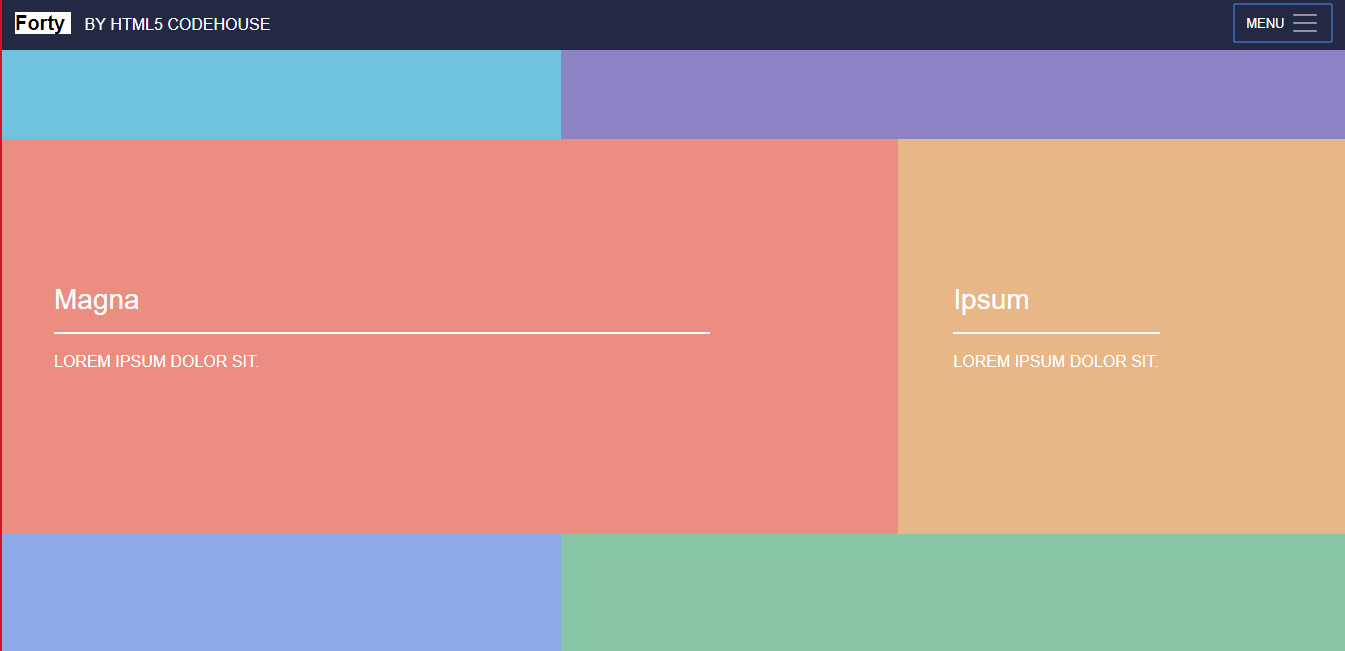 Forty BY HTML5 CODEHOUSE
MENU
Magna
LOREM IPSUM DOLOR SIT.
Ipsum
LOREM IPSUM DOLOR SIT.